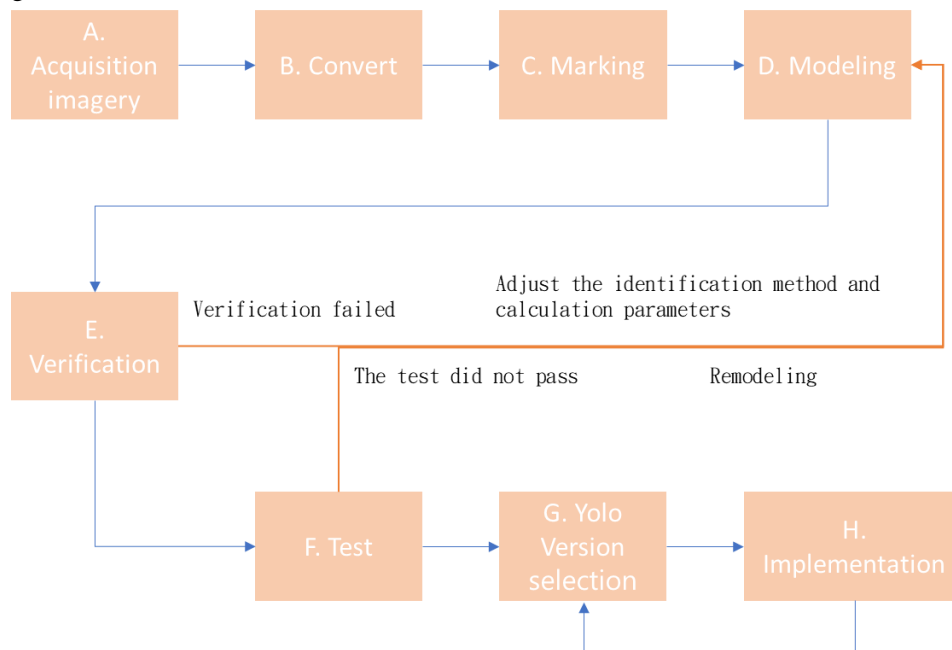 A.
Acquisition
imagery
B. Convert
C. Marking
D. Modeling
Adjust the identification method and
Verification failed
calculation parameters
E.
Verification
The test did not pass
Remodeling
F. Test
G. Yolo
Version
selection
H.
Implementation